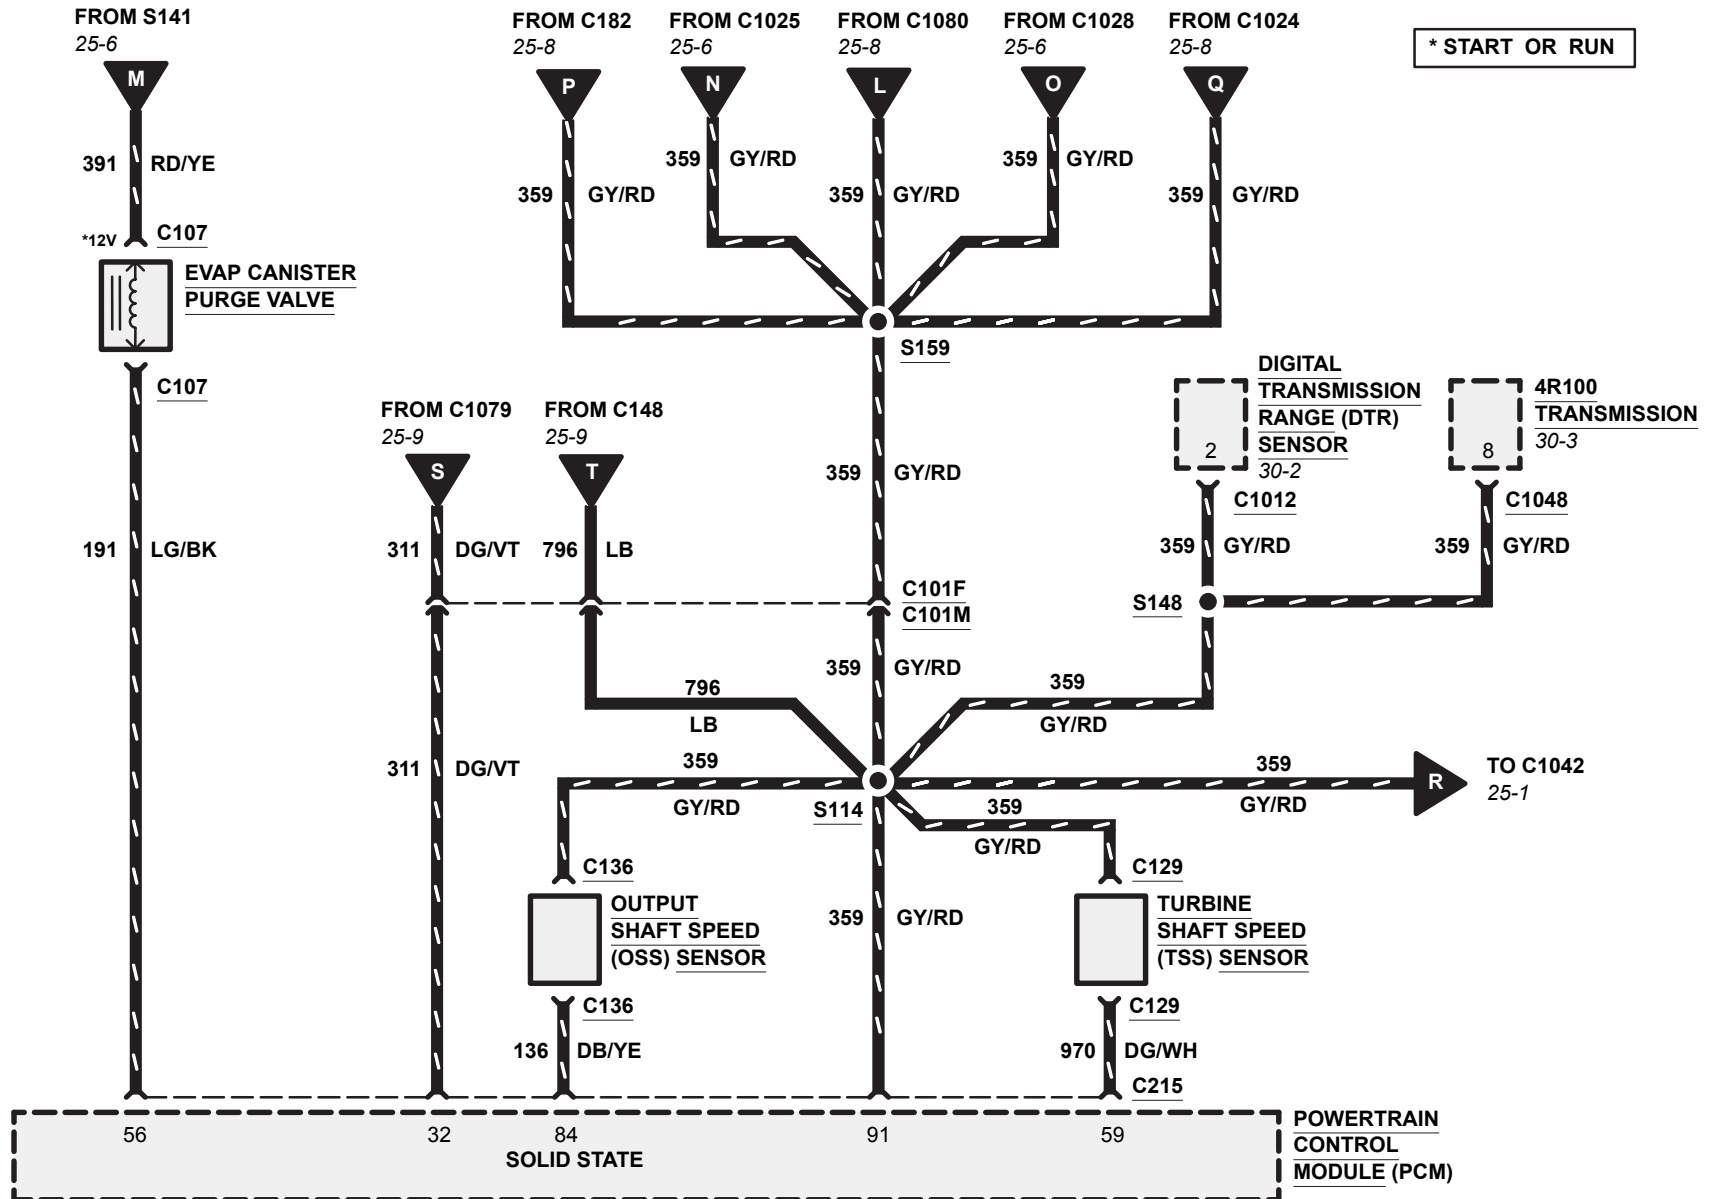 FROM S141
25-6
M
FROM C182
25-8
P
FROM C1025
25-6
N
FROM C1080
25-8
L
FROM C1028
25-6
O
FROM C1024
25-8
Q
* START OR RUN
391 RD/YE
359 GY/RD
359 GY/RD
359 GY/RD
359 GY/RD
359 GY/RD
*12V C107
EVAP CANISTER
PURGE VALVE
C107
S159
FROM C1079
25-9
S
FROM C148
25-9
T
359 GY/RD
DIGITAL
TRANSMISSION
RANGE (DTR)
SENSOR
30-2
2
4R100
TRANSMISSION
30-3
8
C1012
C1048
191 LG/BK
311 DG/VT
796 LB
359 GY/RD
359 GY/RD
C101F
C101M
S148
359 GY/RD
796
LB
359
GY/RD
311 DG/VT
359
GY/RD
S114
359
GY/RD
R
TO C1042
25-1
359
GY/RD
C136
OUTPUT
SHAFT SPEED
(OSS) SENSOR
C136
136 DB/YE
359 GY/RD
C129
TURBINE
SHAFT SPEED
(TSS) SENSOR
C129
970 DG/WH
C215
56
32
84
91
59
SOLID STATE
POWERTRAIN
CONTROL
MODULE (PCM)